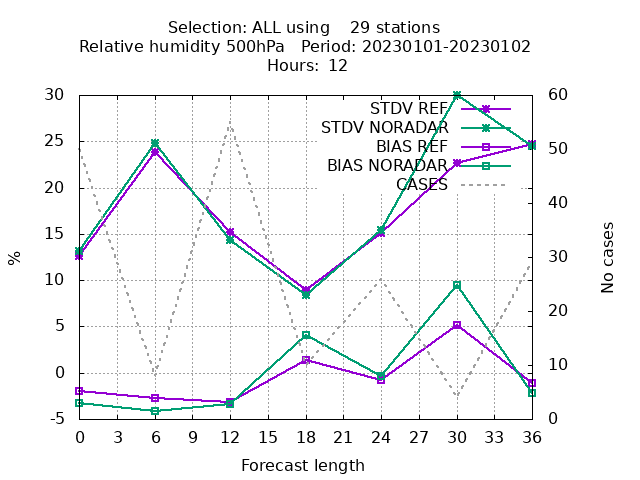 Selection: ALL using    29 stations
Relative humidity 500hPa   Period: 20230101-20230102
Hours: 12
STDV REF
STDV NORADAR
BIAS REF
BIAS NORADAR
CASES
30
25
20
15
10
5
0
-5
%
60
50
40
30
20
10
0
No cases
0 3 6 9 12 15 18 21 24 27 30 33 36
Forecast length